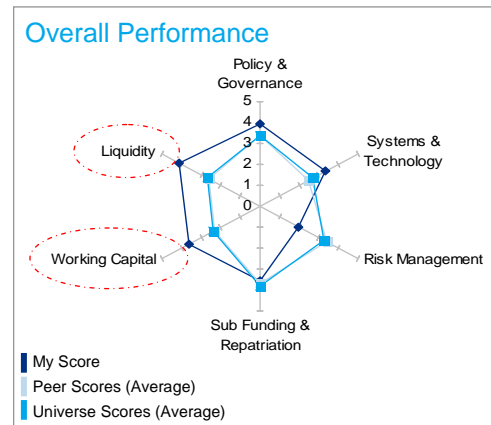 Overall Performance
Policy &
Governance
5
4
3
2
1
0
Systems &
Technology
Liquidity
Working Capital
Risk Management
Sub Funding &
Repatriation
My Score
Peer Scores (Average)
Universe Scores (Average)